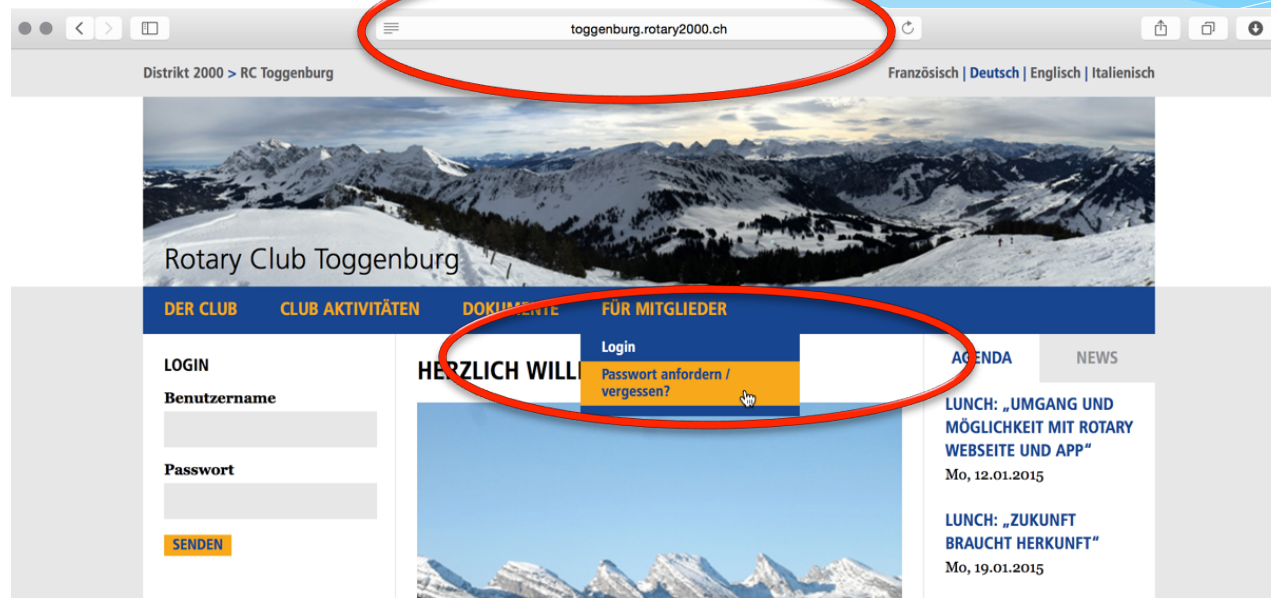 toggenburg.rotary2000.ch
Distrikt 2000 > RC Toggenburg
Französisch | Deutsch | Englisch | Italienisch
Rotary Club Toggenburg
DER CLUB CLUB AKTIVITÄTEN DOKUMENTE FÜR MITGLIEDER
Login
Passwort anfordern /
vergessen?
LOGIN
Benutzername
Passwort
SENDEN
HERZLICH WILL
AGENDA NEWS
LUNCH: „UMGANG UND
MÖGLICHKEIT MIT ROTARY
WEBSEITE UND APP“
Mo, 12.01.2015
LUNCH: „ZUKUNFT
BRAUCHT HERKUNFT“
Mo, 19.01.2015